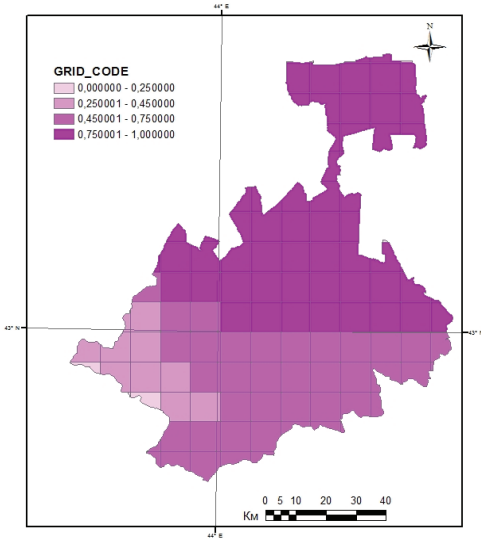 44° E
N
GRID_CODE
0,000000 - 0,250000
0,250001 - 0,450000
0,450001 - 0,750000
0,750001 - 1,000000
43° N
43° N
0 5 10 20 30 40
Км
44° E